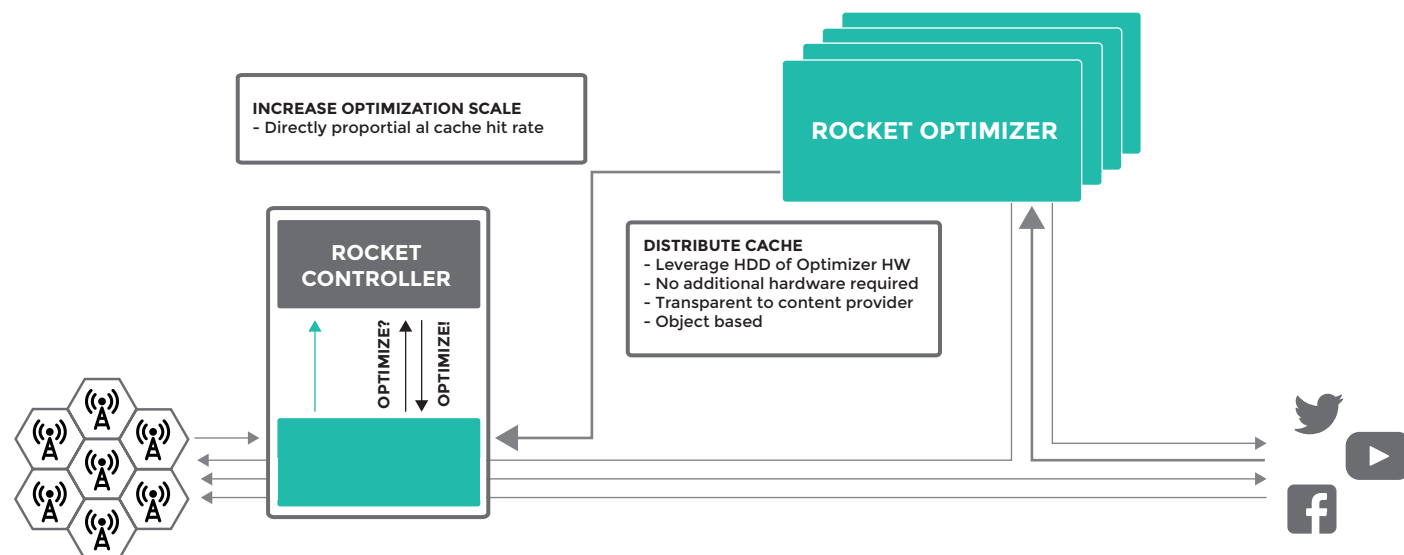 INCREASE OPTIMIZATION SCALE
- Directly proportial al cache hit rate
ROCKET OPTIMIZER
ROCKET
CONTROLLER
OPTIMIZE?
OPTIMIZE!
DISTRIBUTE CACHE
- Leverage HDD of Optimizer HW
- No additional hardware required
- Transparent to content provider
- Object based